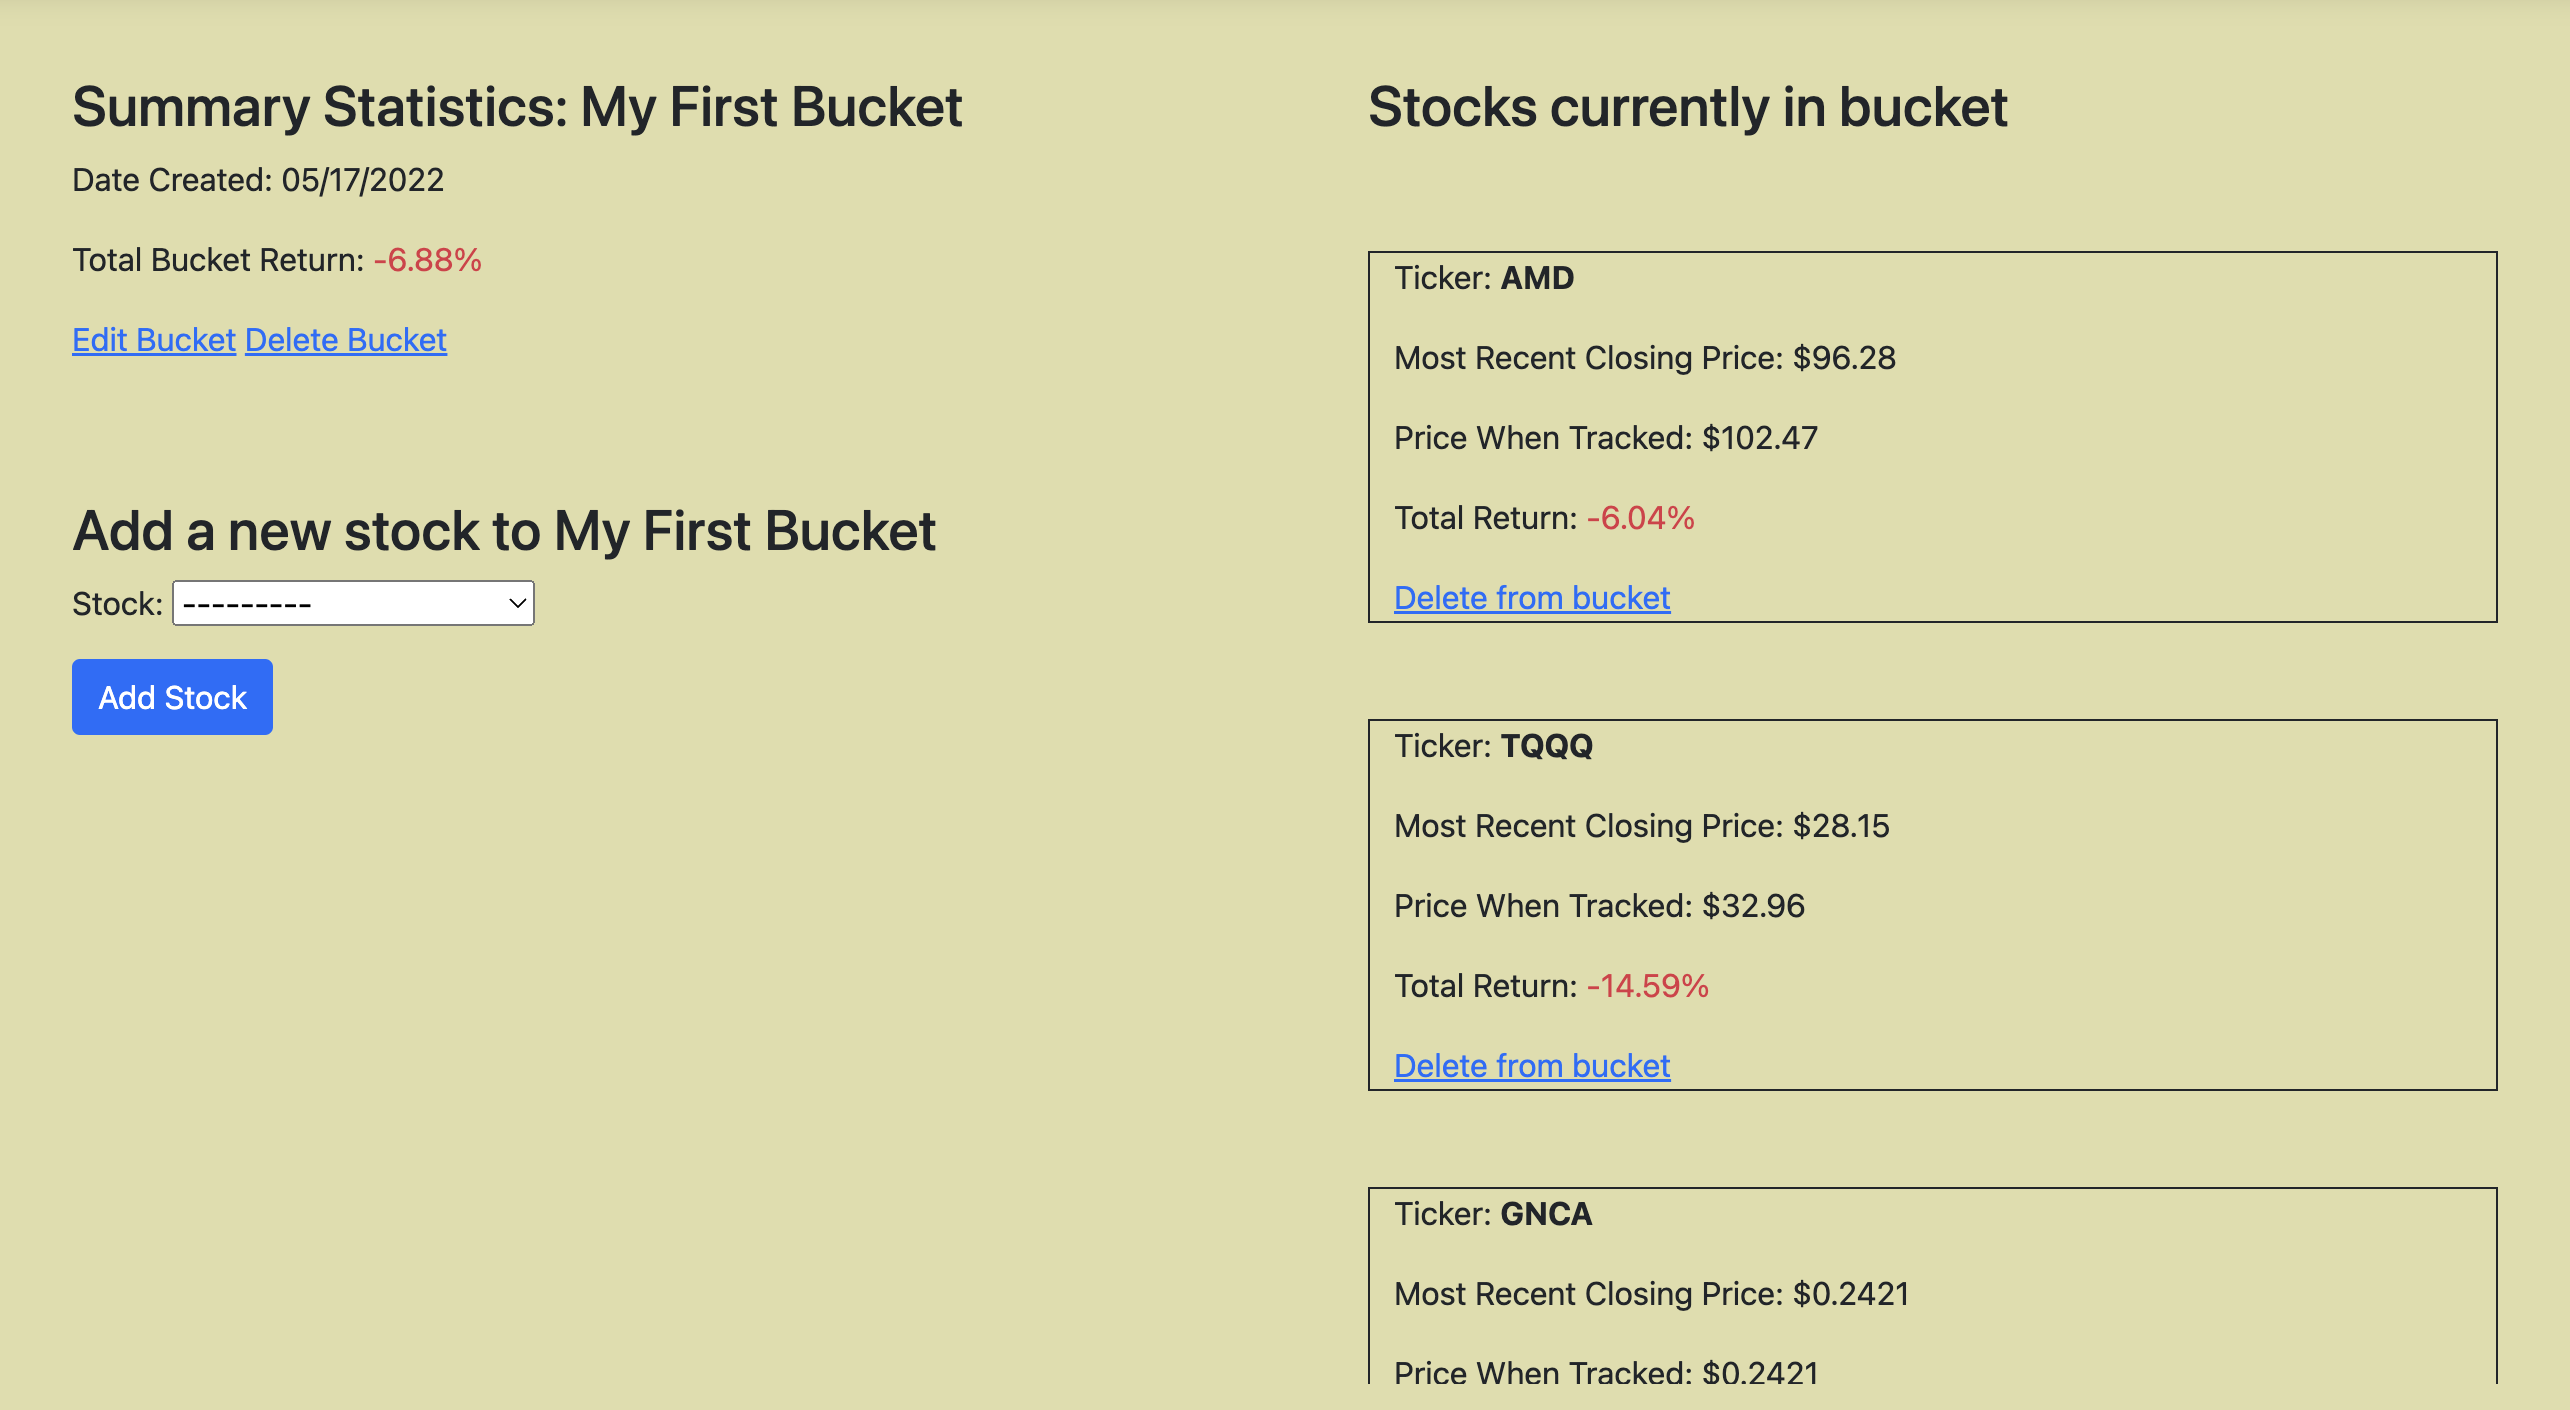 Summary Statistics: My First Bucket
Date Created: 05/17/2022
Total Bucket Return: -6.88%
Edit Bucket Delete Bucket
Add a new stock to My First Bucket
Stock: ---------
Add Stock
Stocks currently in bucket
Ticker: AMD
Most Recent Closing Price: $96.28
Price When Tracked: $102.47
Total Return: -6.04%
Delete from bucket
Ticker: TQQQ
Most Recent Closing Price: $28.15
Price When Tracked: $32.96
Total Return: -14.59%
Delete from bucket
Ticker: GNCA
Most Recent Closing Price: $0.2421
Price When Tracked: $0.2421